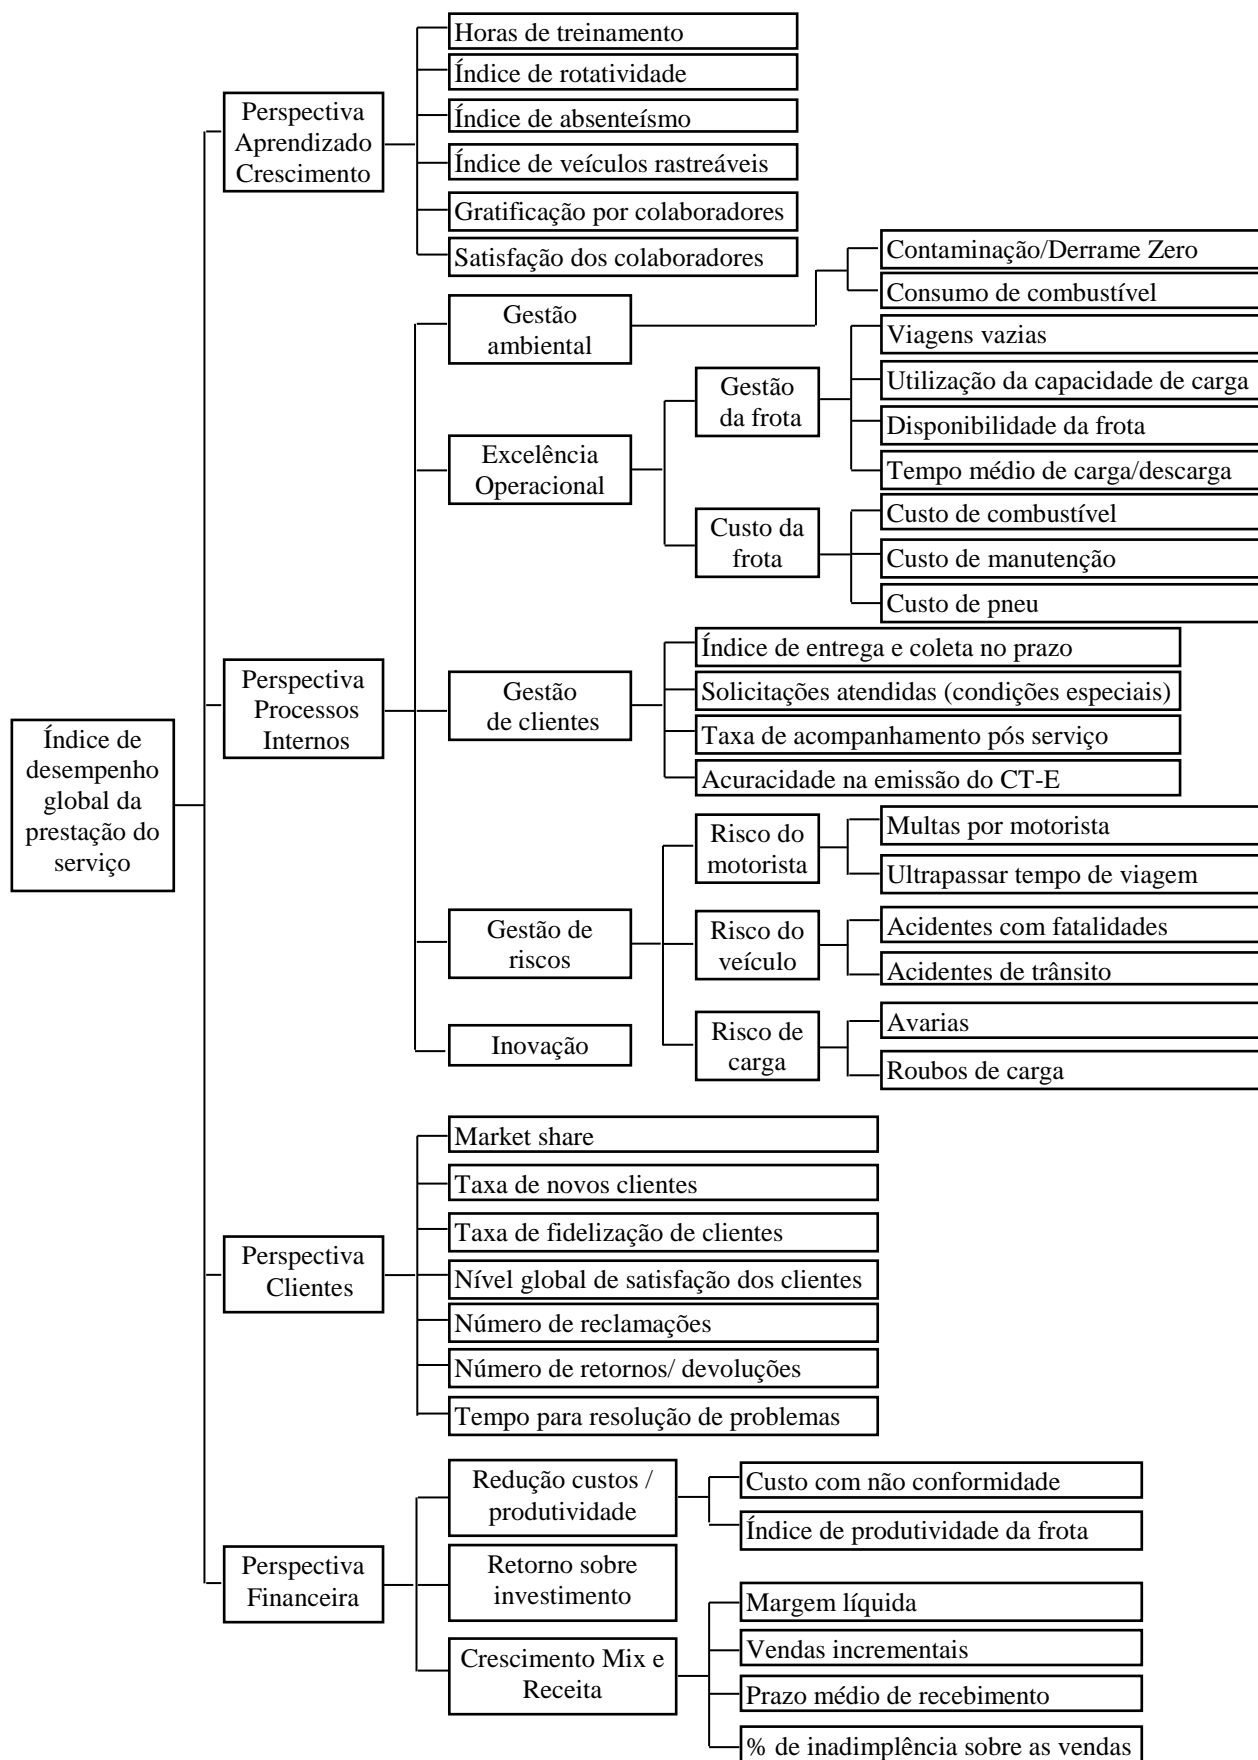 Horas de treinamento
Índice de rotatividade
Perspectiva
Aprendizado
Crescimento
Índice de absenteísmo
Índice de veículos rastreáveis
Gratificação por colaboradores
Satisfação dos colaboradores
Gestão
ambiental
Contaminação/Derrame Zero
Consumo de combustível
Excelência
Operacional
Gestão
da frota
Viagens vazias
Utilização da capacidade de carga
Disponibilidade da frota
Tempo médio de carga/descarga
Custo da
frota
Custo de combustível
Custo de manutenção
Custo de pneu
Índice de
desempenho
global da
prestação do
serviço
Perspectiva
Processos
Internos
Gestão
de clientes
Índice de entrega e coleta no prazo
Solicitações atendidas (condições especiais)
Taxa de acompanhamento pós serviço
Acuracidade na emissão do CT-E
Gestão de
riscos
Risco do
motorista
Multas por motorista
Ultrapassar tempo de viagem
Risco do
veículo
Acidentes com fatalidades
Acidentes de trânsito
Risco de
carga
Avarias
Roubos de carga
Inovação
Perspectiva
Clientes
Market share
Taxa de novos clientes
Taxa de fidelização de clientes
Nível global de satisfação dos clientes
Número de reclamações
Número de retornos/ devoluções
Tempo para resolução de problemas
Perspectiva
Financeira
Redução custos /
produtividade
Custo com não conformidade
Índice de produtividade da frota
Retorno sobre
investimento
Crescimento Mix e
Receita
Margem líquida
Vendas incrementais
Prazo médio de recebimento
% de inadimplência sobre as vendas